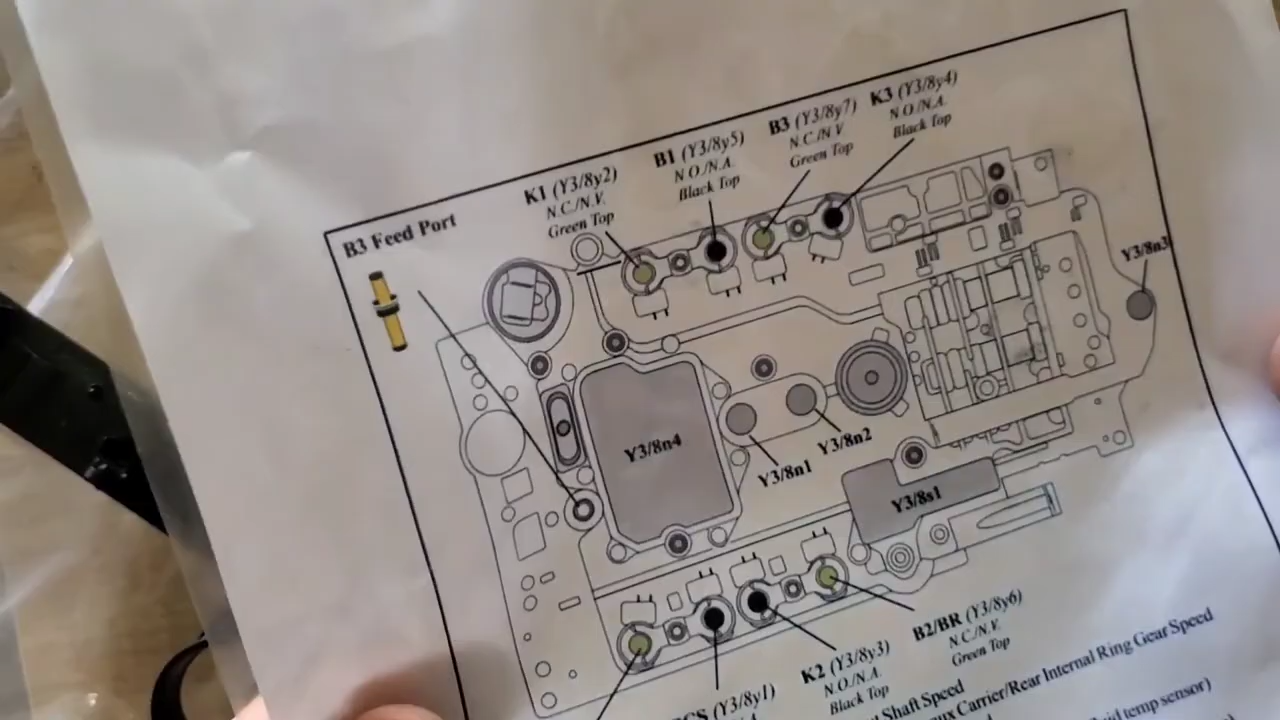 B3 Feed Port
K1 (Y3/8y2)
N.C./N.V.
Green Top
B1 (Y3/8y5)
N.O./N.A.
Black Top
B3 (Y3/8y7)
N.C./N.V.
Green Top
K3 (Y3/8y4)
N.O./N.A.
Black Top
Y3/8n3
Y3/8n4
Y3/8n1
Y3/8n2
Y3/8s1
(Y3/8y1)
K2 (Y3/8y3)
N.O./N.A.
Black Top
B2/BR (Y3/8y6)
N.C./N.V.
Green Top
Shaft Speed
Carrier/Rear Internal Ring Gear Speed
temp sensor)